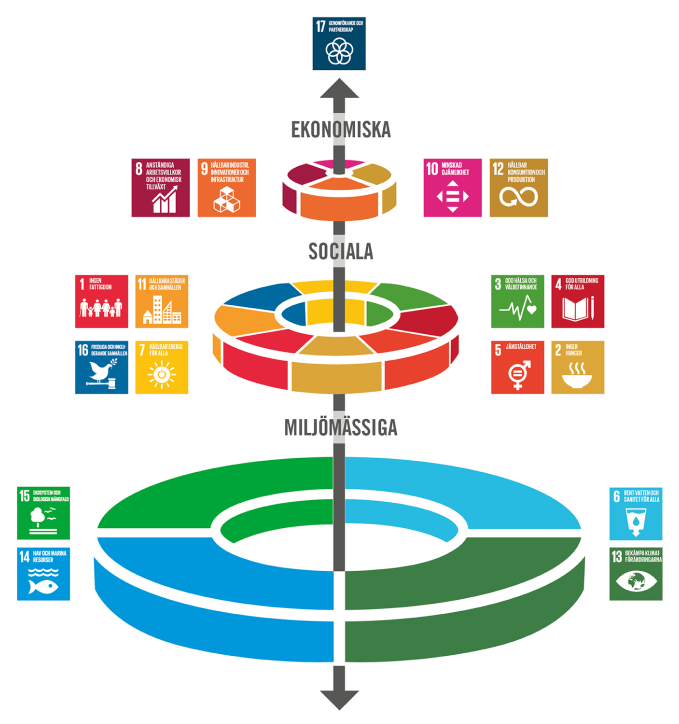 17 GENOMFÖRANDE OCH
PARTNERSKAP
EKONOMISKA
8 ANSTÄNDIGA
ARBETSVILLKOR
OCH EKONOMISK
TILLVÄXT
9 HÅLLBAR INDUSTRI,
INNOVATIONER OCH
INFRASTRUKTUR
10 MINSKAD
OJÄMLIKHET
12 HÅLLBAR
KONSUMTION OCH
PRODUKTION
SOCIALA
1 INGEN
FATTIGDOM
11 HÅLLBARA STÄDER
OCH SAMHÄLLEN
3 GOD HÄLSA OCH
VÄLBEFINNANDE
4 GOD UTBILDNING
FÖR ALLA
16 FREDLIGA OCH INKLU-
DERANDE SAMHÄLLEN
7 HÅLLBAR ENERGI
FÖR ALLA
5 JÄMSTÄLLDHET
2 INGEN
HUNGER
MILJÖMÄSSIGA
15 EKOSYSTEM OCH
BIOLOGISK MÅNGFALD
6 RENT VATTEN OCH
SANITET FÖR ALLA
14 HAV OCH MARINA
RESURSER
13 BEKÄMPA KLIMAT-
FÖRÄNDRINGARNA